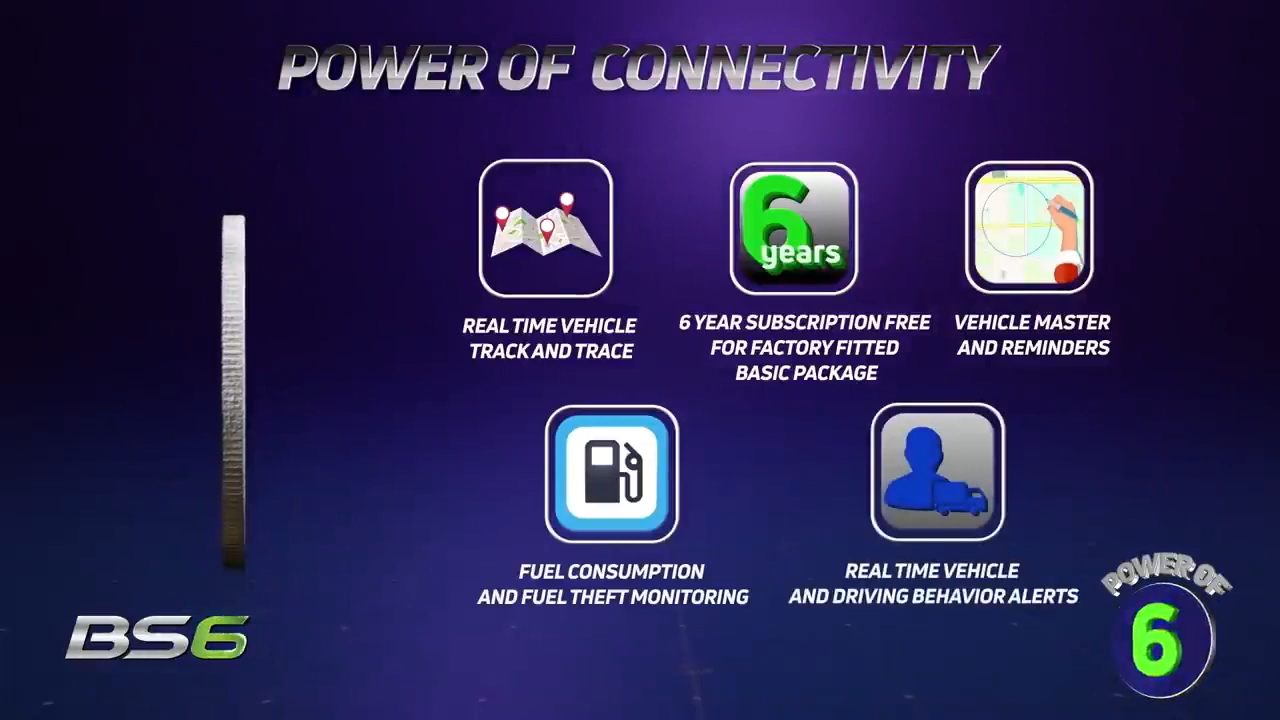 POWER OF CONNECTIVITY
REAL TIME VEHICLE
TRACK AND TRACE
6
years
6 YEAR SUBSCRIPTION FREE
FOR FACTORY FITTED
BASIC PACKAGE
VEHICLE MASTER
AND REMINDERS
FUEL CONSUMPTION
AND FUEL THEFT MONITORING
REAL TIME VEHICLE
AND DRIVING BEHAVIOR ALERTS
BS6
POWER OF
6